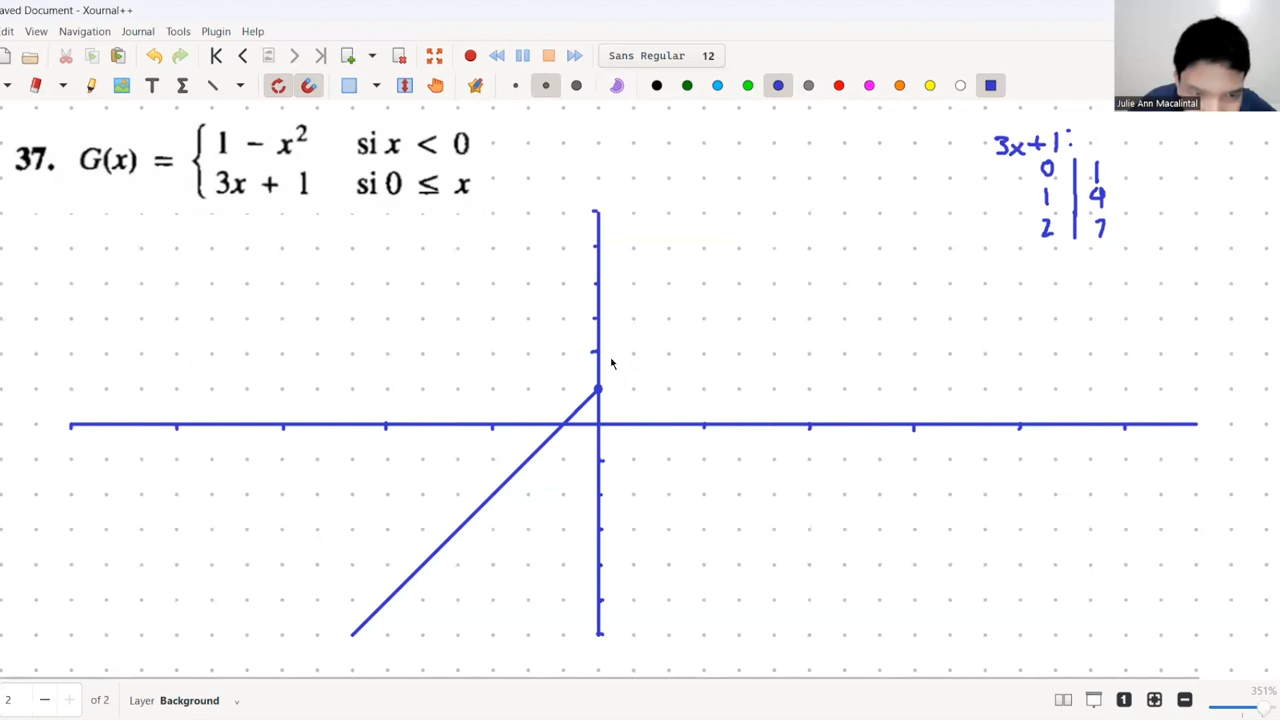 aved Document - Xournal++
dit View Navigation Journal Tools Plugin Help
Sans Regular 12
Julie Ann Macalintal
37. G(x) = { 1 − x² si x < 0
3x + 1 si 0 ≤ x
3x+1:
0 | 1
1 | 4
2 | 7
2 of 2 Layer Background
351%